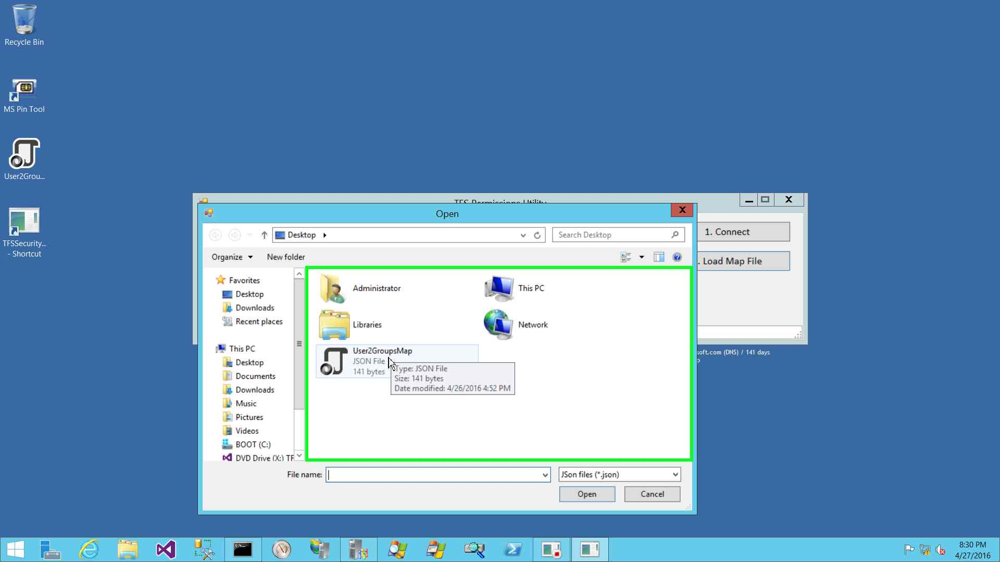 Recycle Bin
MS Pin Tool
User2Grou...
TFSSecurity...
- Shortcut
TFS Permissions Utility
Open
Desktop
Search Desktop
1. Connect
Organize
New folder
. Load Map File
Favorites
Desktop
Downloads
Recent places
This PC
Desktop
Documents
Downloads
Music
Pictures
Videos
BOOT (C:)
DVD Drive (X:) TF
Administrator
This PC
Libraries
Network
User2GroupsMap
JSON File
141 bytes
Type: JSON File
Size: 141 bytes
Date modified: 4/26/2016 4:52 PM
soft.com (DNS) / 141 days
File name:
JSon files (*.json)
Open
Cancel
8:30 PM
4/27/2016